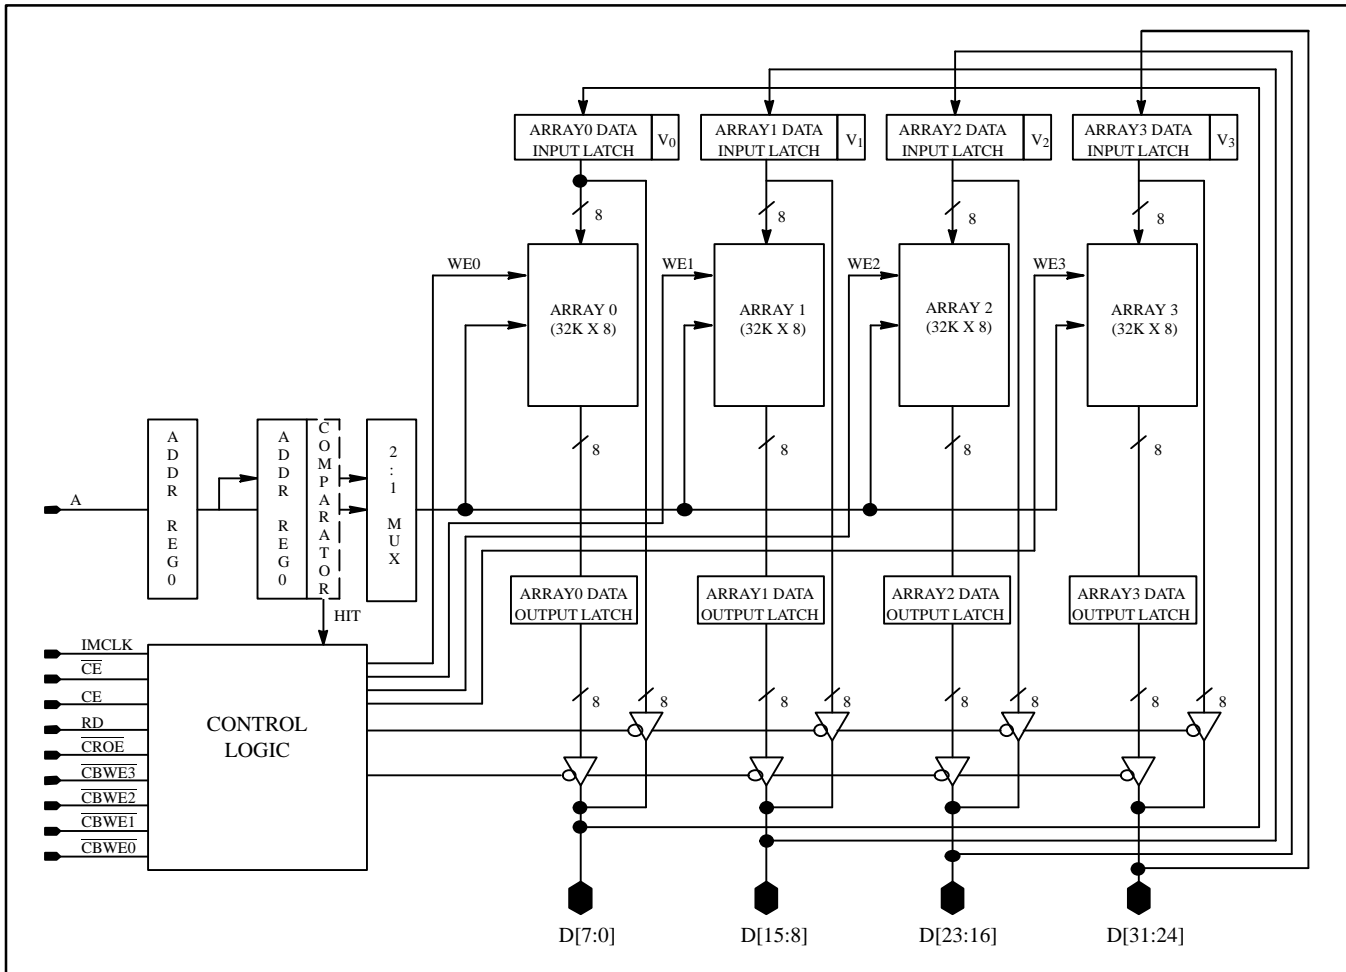 ARRAY0 DATA
INPUT LATCH
V0
ARRAY1 DATA
INPUT LATCH
V1
ARRAY2 DATA
INPUT LATCH
V2
ARRAY3 DATA
INPUT LATCH
V3
8
8
8
8
WE0
WE1
WE2
WE3
ARRAY 0
(32K X 8)
ARRAY 1
(32K X 8)
ARRAY 2
(32K X 8)
ARRAY 3
(32K X 8)
8
8
8
8
A
ADDR REG0
ADDR REG0
COMPARATOR
2:1 MUX
HIT
ARRAY0 DATA
OUTPUT LATCH
ARRAY1 DATA
OUTPUT LATCH
ARRAY2 DATA
OUTPUT LATCH
ARRAY3 DATA
OUTPUT LATCH
IMCLK
CE
CE
RD
CROE
CBWE3
CBWE2
CBWE1
CBWE0
CONTROL
LOGIC
8
8
8
8
8
8
8
8
D[7:0]
D[15:8]
D[23:16]
D[31:24]